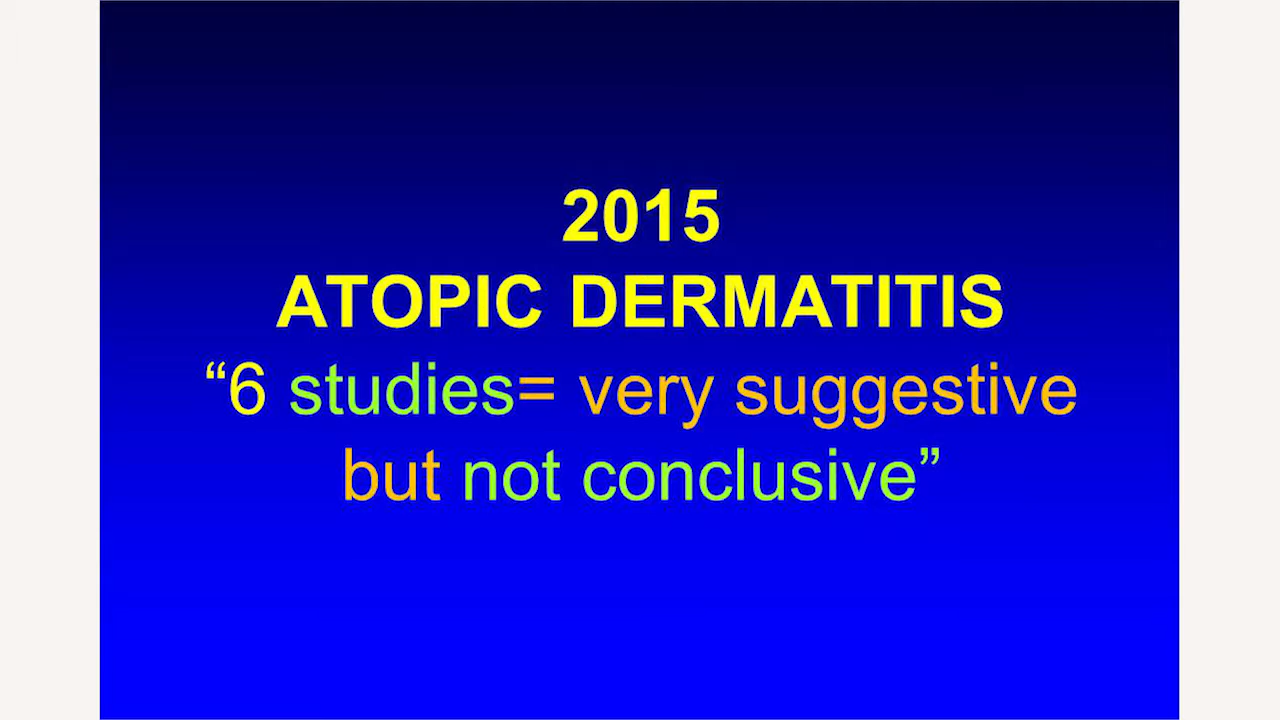 2015
ATOPIC DERMATITIS
“6 studies= very suggestive
but not conclusive”